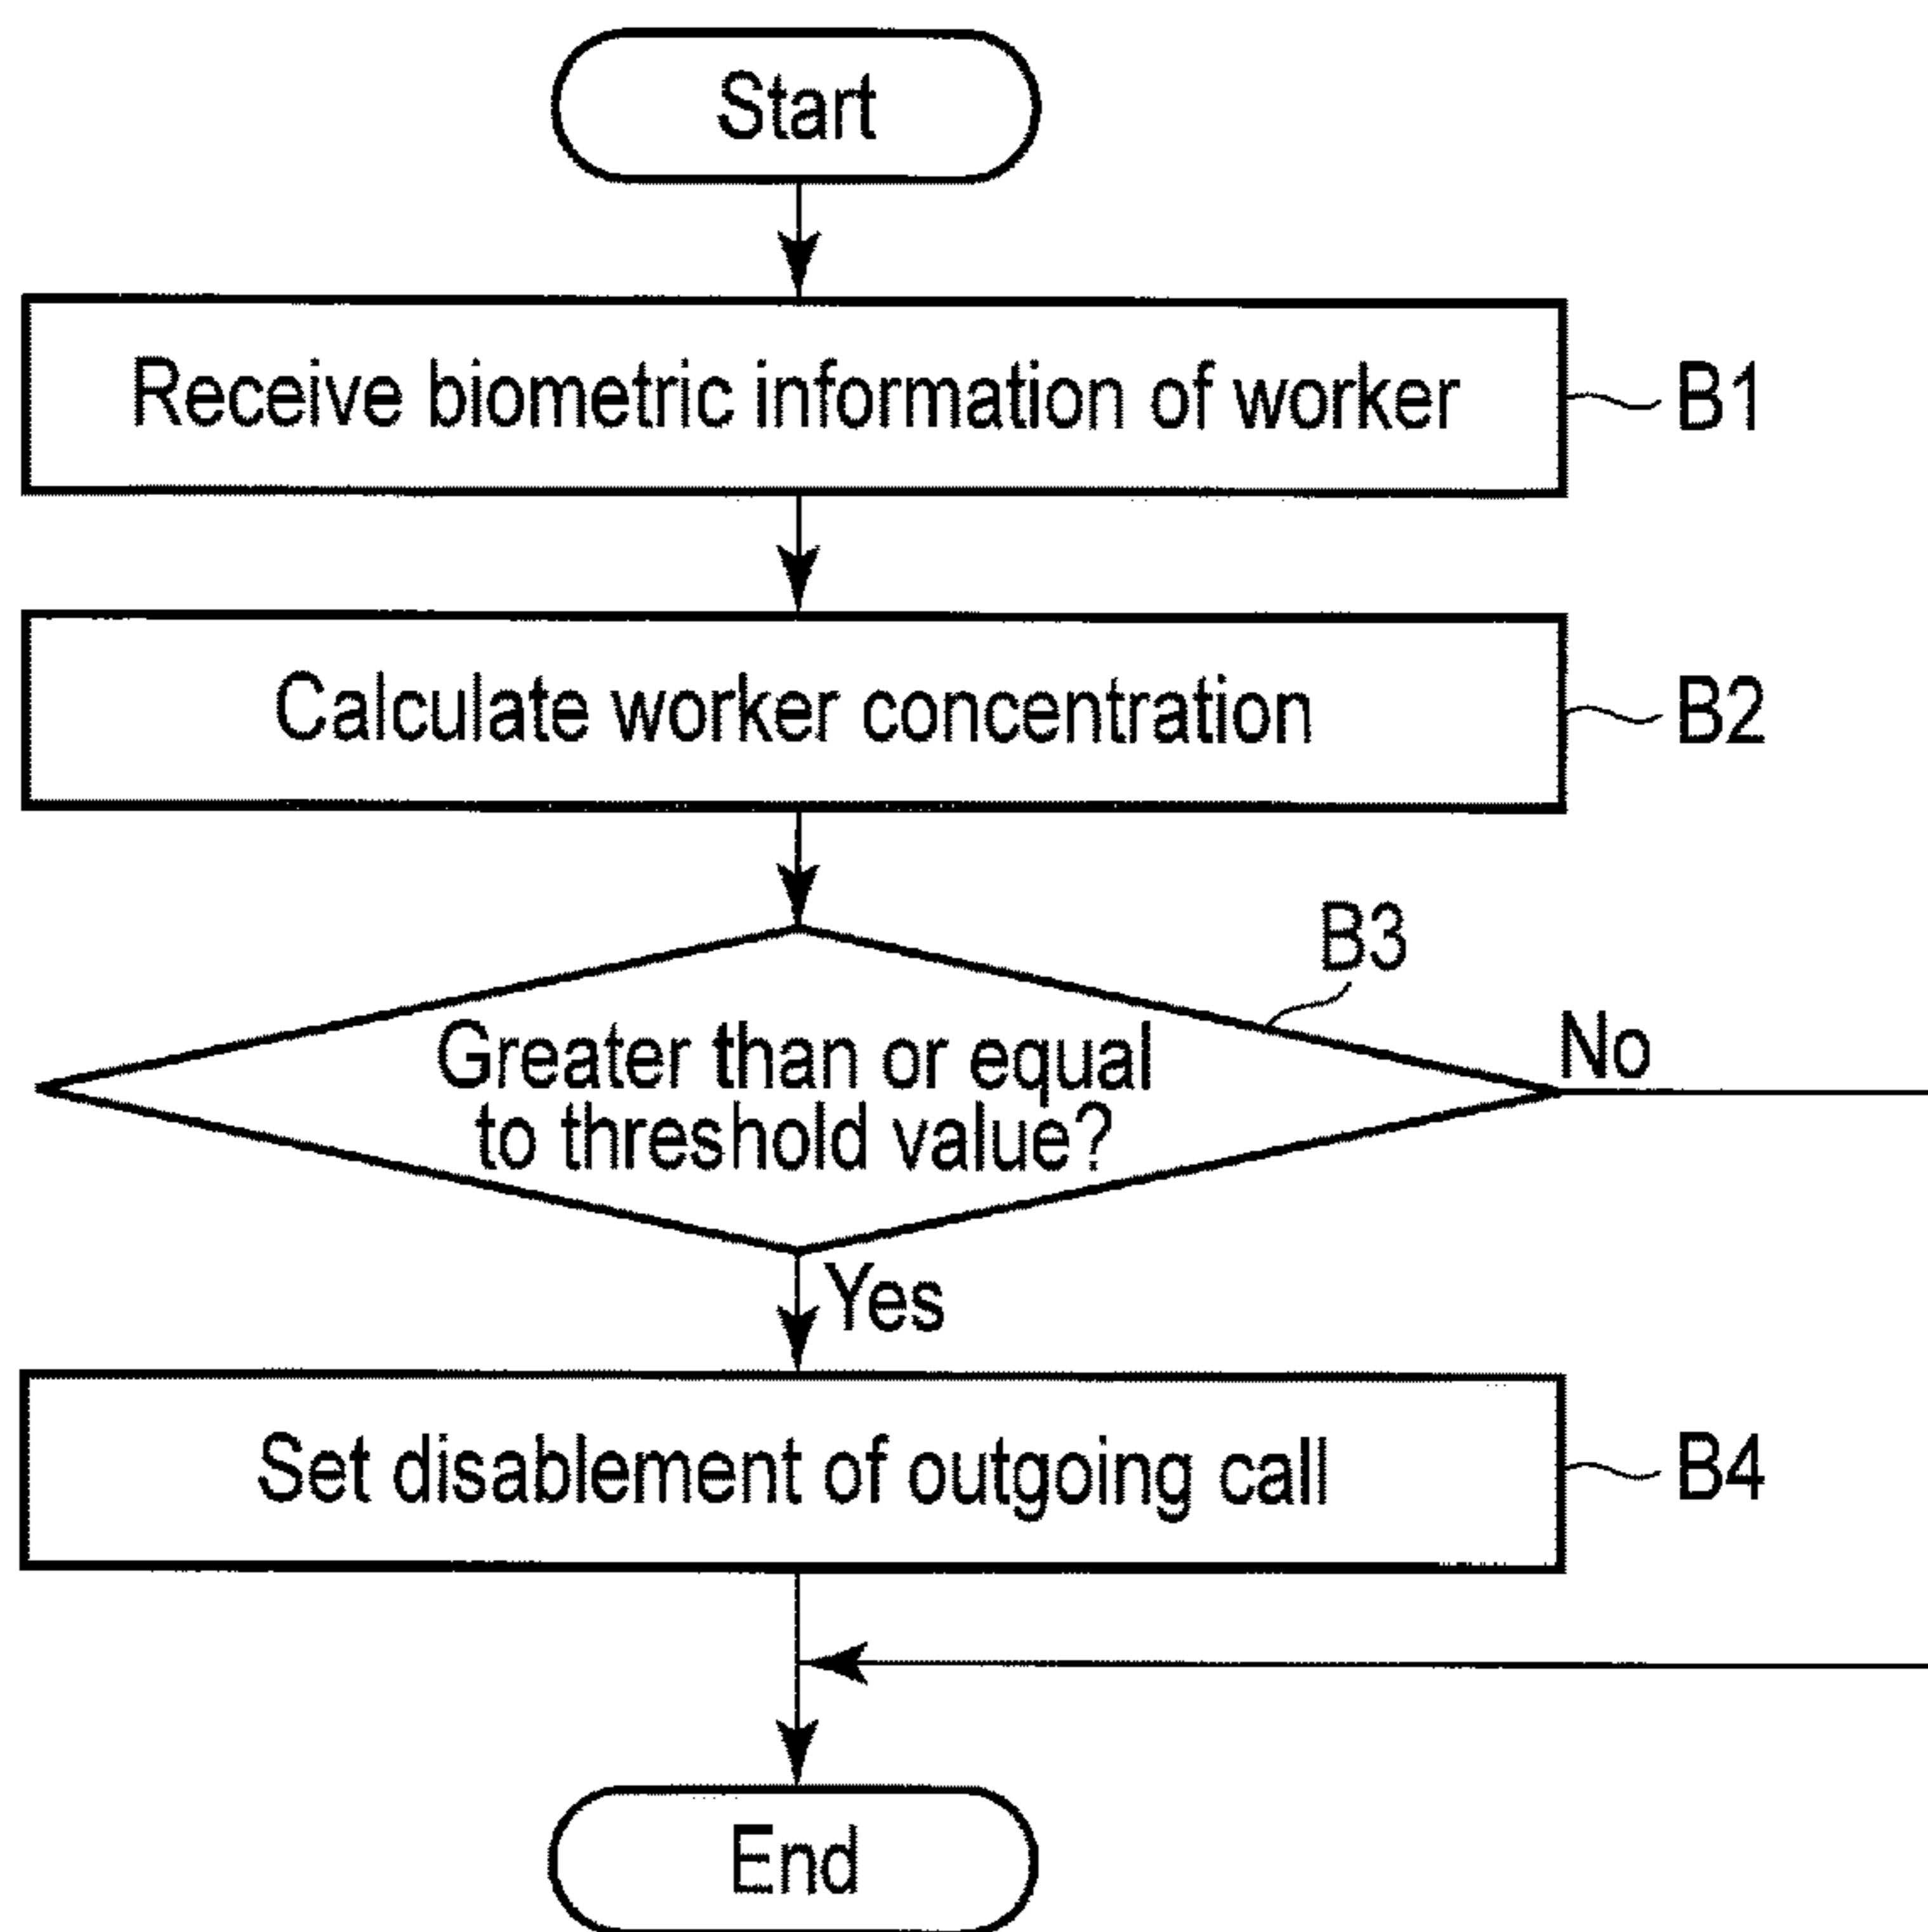 Start
Receive biometric information of worker
B1
Calculate worker concentration
B2
B3
Greater than or equal
to threshold value?
No
Yes
Set disablement of outgoing call
B4
End